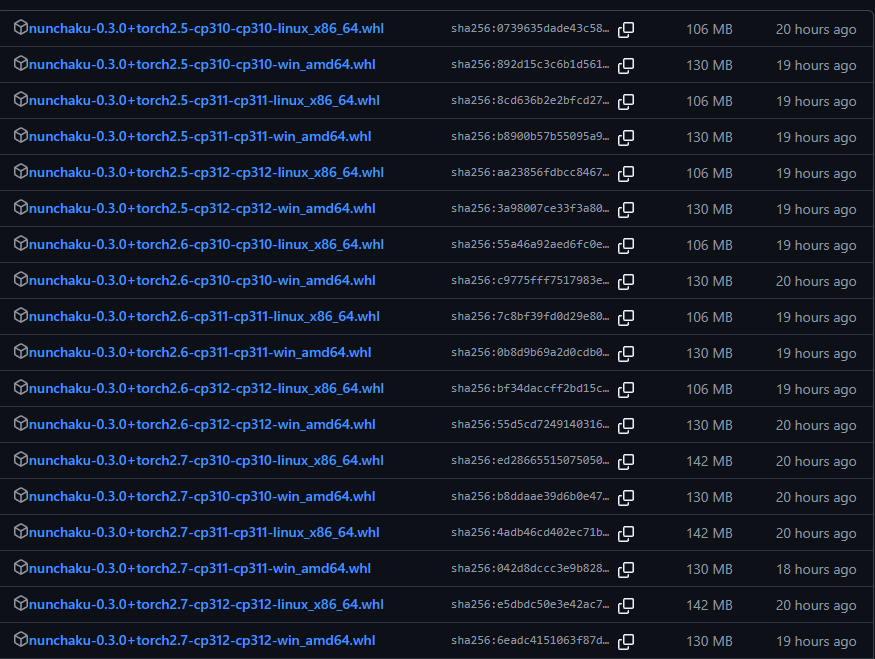 nunchaku-0.3.0+torch2.5-cp310-cp310-linux_x86_64.whl sha256:0739635dade43c58… 106 MB 20 hours ago
nunchaku-0.3.0+torch2.5-cp310-cp310-win_amd64.whl sha256:892d15c3c6b1d561… 130 MB 19 hours ago
nunchaku-0.3.0+torch2.5-cp311-cp311-linux_x86_64.whl sha256:8cd636b2e2bfcd27… 106 MB 19 hours ago
nunchaku-0.3.0+torch2.5-cp311-cp311-win_amd64.whl sha256:b8900b57b55095a9… 130 MB 19 hours ago
nunchaku-0.3.0+torch2.5-cp312-cp312-linux_x86_64.whl sha256:aa23856fdbcc8467… 106 MB 19 hours ago
nunchaku-0.3.0+torch2.5-cp312-cp312-win_amd64.whl sha256:3a98007ce33f3a80… 130 MB 19 hours ago
nunchaku-0.3.0+torch2.6-cp310-cp310-linux_x86_64.whl sha256:55a46a92aed6fc0e… 106 MB 19 hours ago
nunchaku-0.3.0+torch2.6-cp310-cp310-win_amd64.whl sha256:c9775fff7517983e… 130 MB 20 hours ago
nunchaku-0.3.0+torch2.6-cp311-cp311-linux_x86_64.whl sha256:7c8bf39fd0d29e80… 106 MB 19 hours ago
nunchaku-0.3.0+torch2.6-cp311-cp311-win_amd64.whl sha256:0b8d9b69a2d0cdb0… 130 MB 19 hours ago
nunchaku-0.3.0+torch2.6-cp312-cp312-linux_x86_64.whl sha256:bf34daccff2bd15c… 106 MB 19 hours ago
nunchaku-0.3.0+torch2.6-cp312-cp312-win_amd64.whl sha256:55d5cd7249140316… 130 MB 20 hours ago
nunchaku-0.3.0+torch2.7-cp310-cp310-linux_x86_64.whl sha256:ed28665515075050… 142 MB 20 hours ago
nunchaku-0.3.0+torch2.7-cp310-cp310-win_amd64.whl sha256:b8ddaae39d6b0e47… 130 MB 20 hours ago
nunchaku-0.3.0+torch2.7-cp311-cp311-linux_x86_64.whl sha256:4adb46cd402ec71b… 142 MB 20 hours ago
nunchaku-0.3.0+torch2.7-cp311-cp311-win_amd64.whl sha256:042d8dccc3e9b828… 130 MB 18 hours ago
nunchaku-0.3.0+torch2.7-cp312-cp312-linux_x86_64.whl sha256:e5dbdc50e3e42ac7… 142 MB 20 hours ago
nunchaku-0.3.0+torch2.7-cp312-cp312-win_amd64.whl sha256:6eadc4151063f87d… 130 MB 19 hours ago